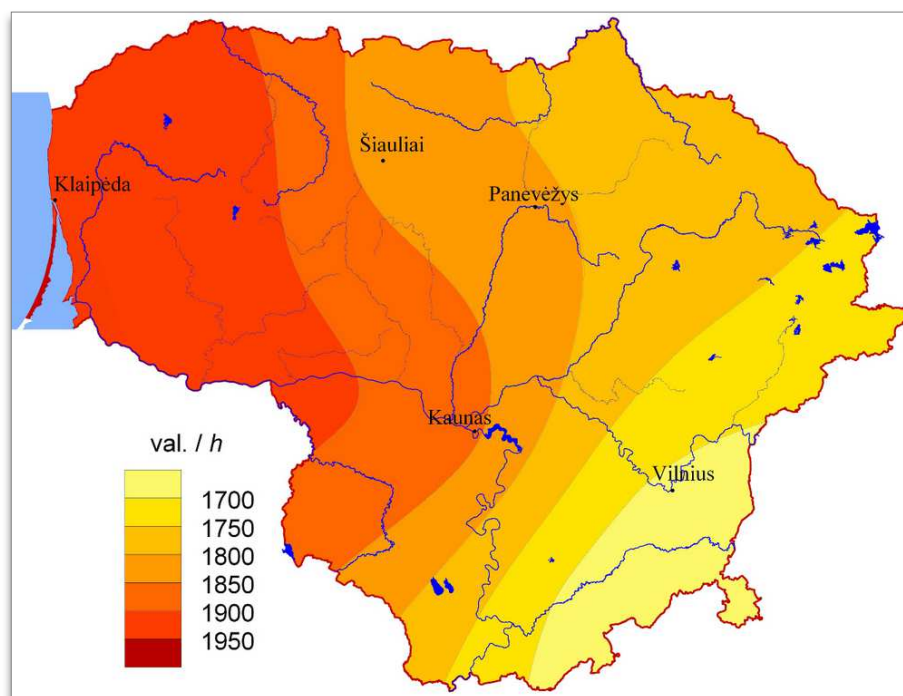 Šiauliai
Klaipėda
Panevėžys
Kaunas
Vilnius
val. / h
1700
1750
1800
1850
1900
1950